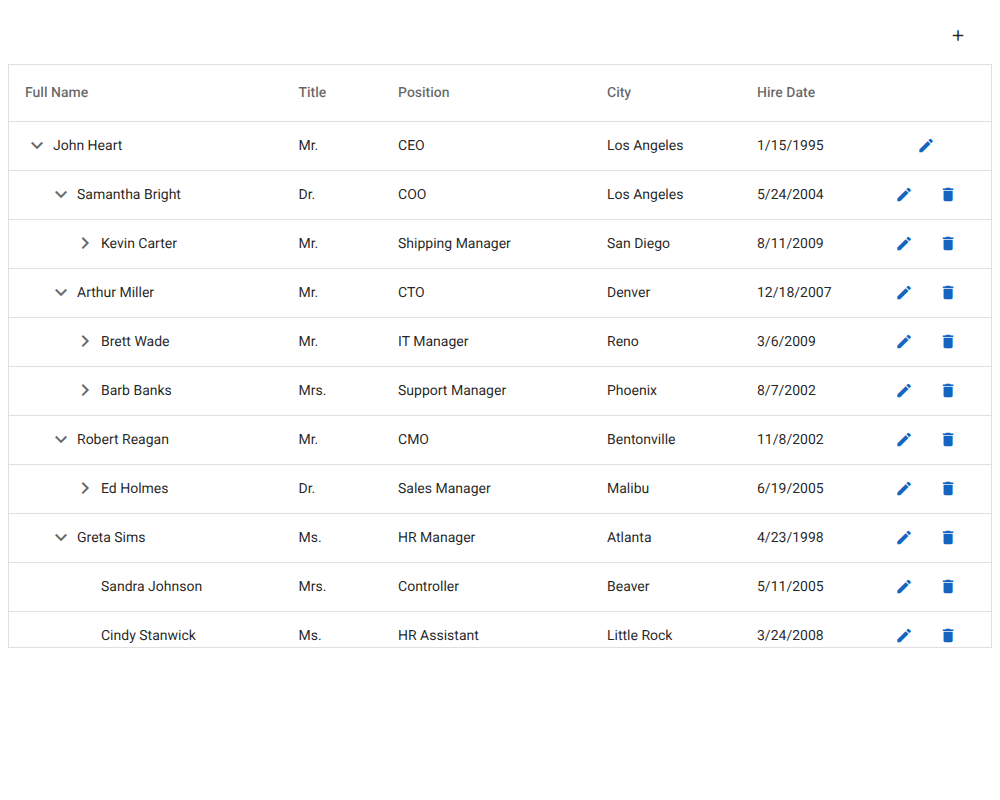 +
Full Name Title Position City Hire Date
John Heart Mr. CEO Los Angeles 1/15/1995
Samantha Bright Dr. COO Los Angeles 5/24/2004
Kevin Carter Mr. Shipping Manager San Diego 8/11/2009
Arthur Miller Mr. CTO Denver 12/18/2007
Brett Wade Mr. IT Manager Reno 3/6/2009
Barb Banks Mrs. Support Manager Phoenix 8/7/2002
Robert Reagan Mr. CMO Bentonville 11/8/2002
Ed Holmes Dr. Sales Manager Malibu 6/19/2005
Greta Sims Ms. HR Manager Atlanta 4/23/1998
Sandra Johnson Mrs. Controller Beaver 5/11/2005
Cindy Stanwick Ms. HR Assistant Little Rock 3/24/2008